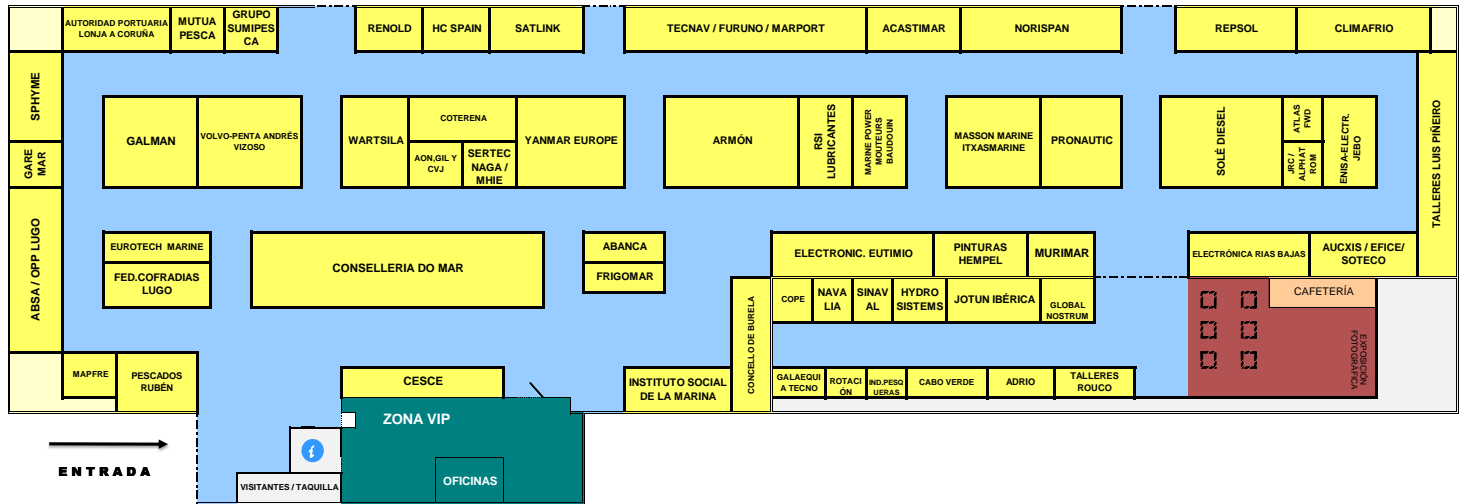 AUTORIDAD PORTUARIA
LONJA A CORUÑA
MUTUA
PESCA
GRUPO
SUMIPES
CA
RENOLD
HC SPAIN
SATLINK
TECNAV / FURUNO / MARPORT
ACASTIMAR
NORISPAN
REPSOL
CLIMAFRIO
SPHYME
GARE
MAR
ABSA / OPP LUGO
GALMAN
VOLVO-PENTA ANDRÉS
VIZOSO
WARTSILA
COTERENA
AON,GIL Y
CVJ
SERTEC
NAGA /
MHIE
YANMAR EUROPE
ARMÓN
RSI
LUBRICANTES
MARINE POWER
MOUTEURS
BAUDOUIN
MASSON MARINE
ITXASMARINE
PRONAUTIC
SOLÉ DIESEL
ATLAS
FWD
JRC /
ALPHAT
ROM
ENISA-ELECTR.
JEBO
TALLERES LUIS PIÑEIRO
EUROTECH MARINE
FED.COFRADIAS
LUGO
CONSELLERIA DO MAR
ABANCA
FRIGOMAR
ELECTRONIC. EUTIMIO
PINTURAS
HEMPEL
MURIMAR
ELECTRÓNICA RIAS BAJAS
AUCXIS / EFICE/
SOTECO
CONCELLO DE BURELA
COPE
NAVA
LIA
SINAV
AL
HYDRO
SISTEMS
JOTUN IBÉRICA
GLOBAL
NOSTRUM
CAFETERÍA
EXPOSICIÓN
FOTOGRÁFICA
MAPFRE
PESCADOS
RUBÉN
CESCE
INSTITUTO SOCIAL
DE LA MARINA
GALAEQUI
A TECNO
ROTACI
ÓN
IND.PESQ
UERAS
CABO VERDE
ADRIO
TALLERES
ROUCO
ZONA VIP
i
ENTRADA
VISITANTES / TAQUILLA
OFICINAS